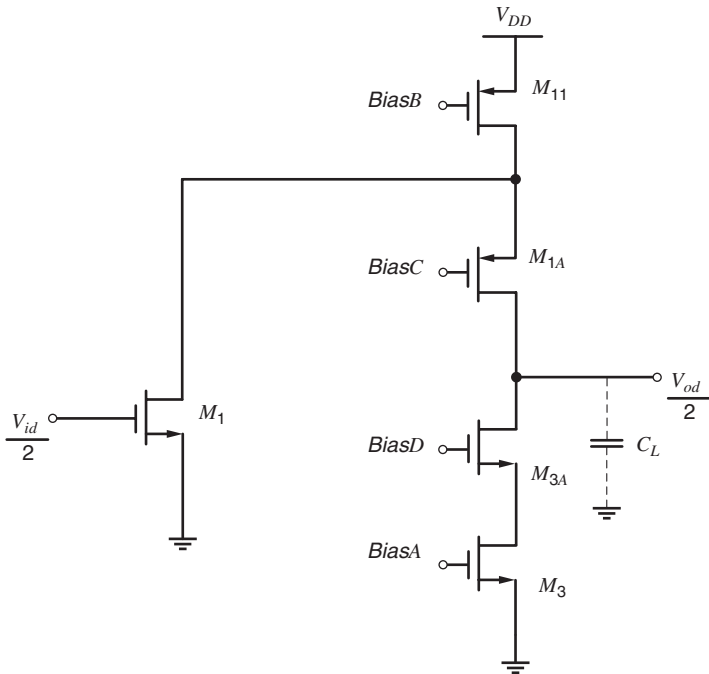 V_DD
BiasB
M_11
BiasC
M_1A
V_id
2
M_1
V_od
2
C_L
BiasD
M_3A
BiasA
M_3